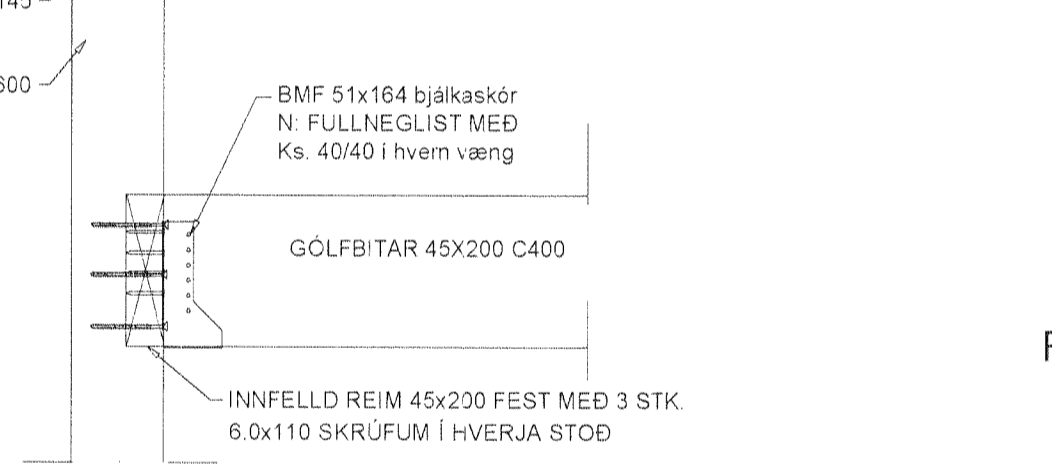 BMF 51x164 bjálkaskór
N: FULLNEGLIST MEÐ
Ks. 40/40 í hvern væng
GÓLFBITAR 45X200 C400
INNFELLD REIM 45x200 FEST MEÐ 3 STK.
6.0x110 SKRÚFUM Í HVERJA STOÐ